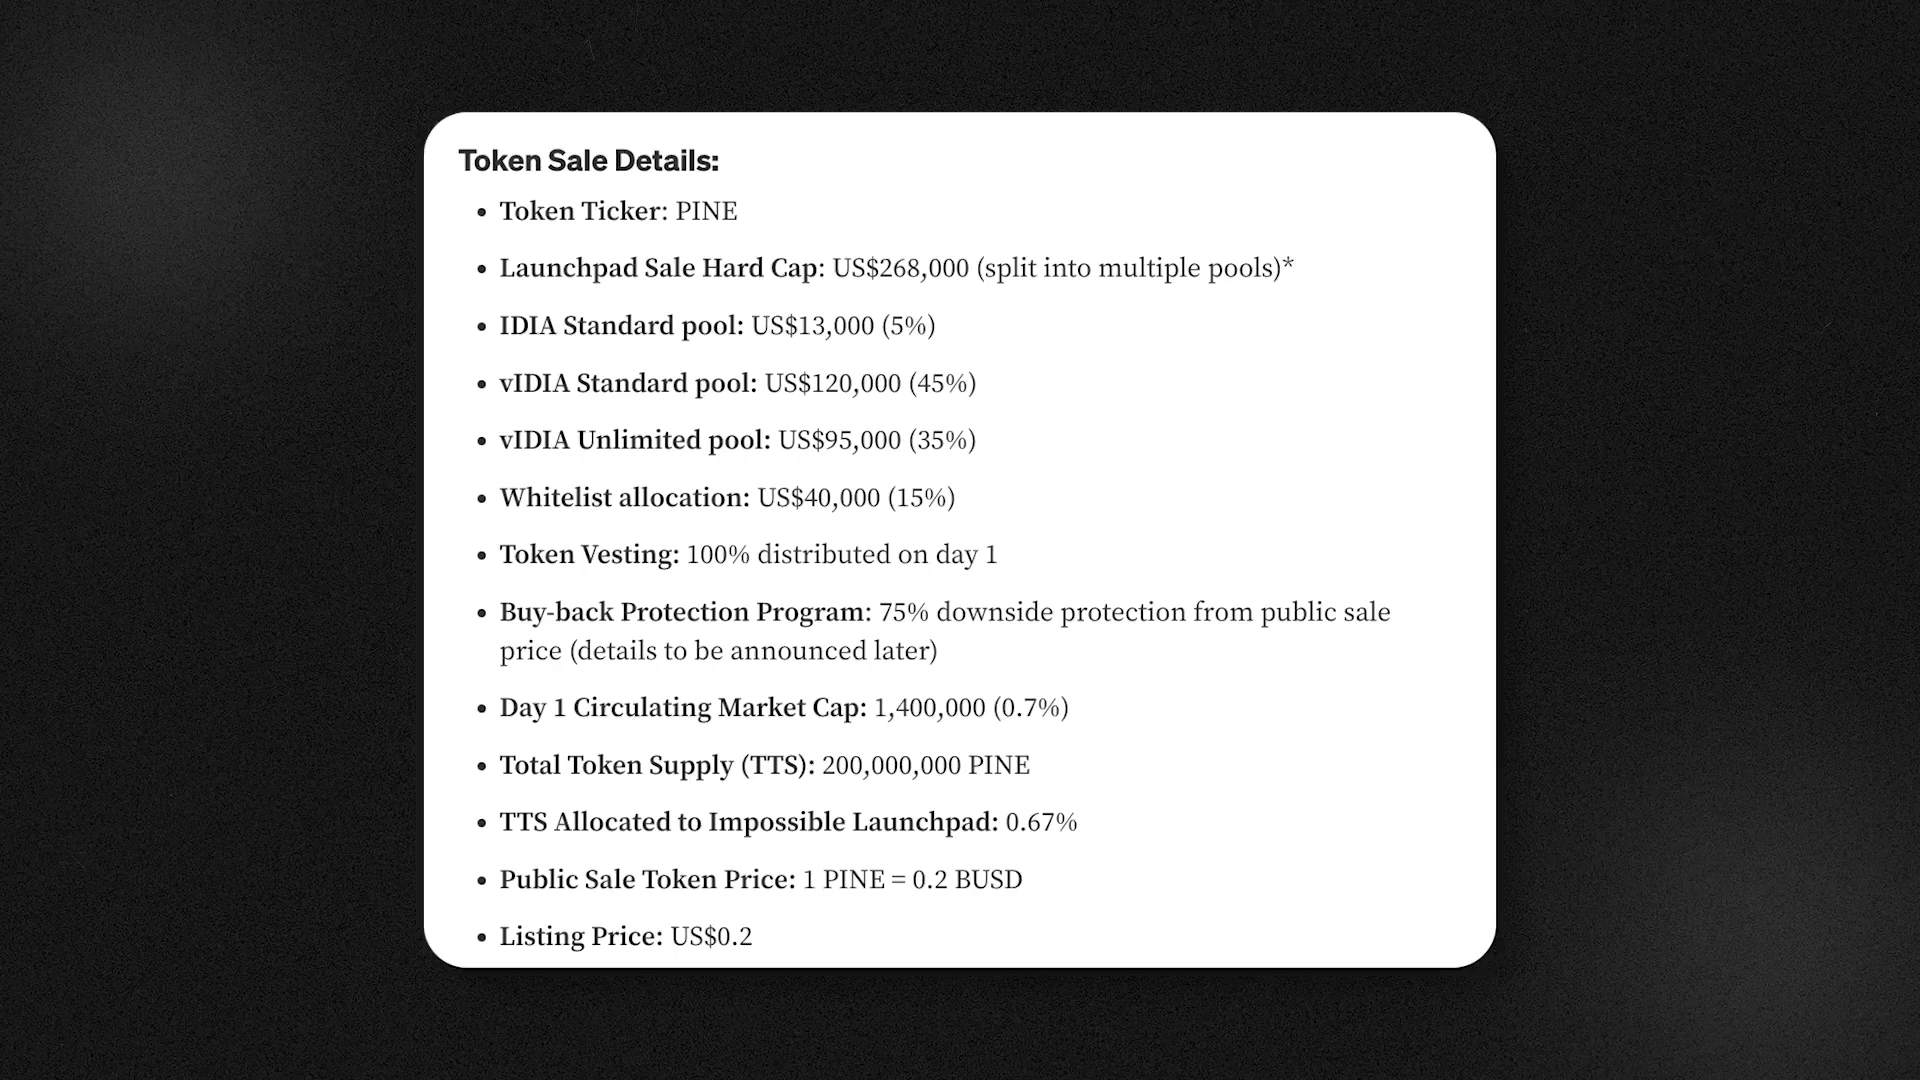 Token Sale Details:
• Token Ticker: PINE
• Launchpad Sale Hard Cap: US$268,000 (split into multiple pools)*
• IDIA Standard pool: US$13,000 (5%)
• vIDIA Standard pool: US$120,000 (45%)
• vIDIA Unlimited pool: US$95,000 (35%)
• Whitelist allocation: US$40,000 (15%)
• Token Vesting: 100% distributed on day 1
• Buy-back Protection Program: 75% downside protection from public sale
price (details to be announced later)
• Day 1 Circulating Market Cap: 1,400,000 (0.7%)
• Total Token Supply (TTS): 200,000,000 PINE
• TTS Allocated to Impossible Launchpad: 0.67%
• Public Sale Token Price: 1 PINE = 0.2 BUSD
• Listing Price: US$0.2